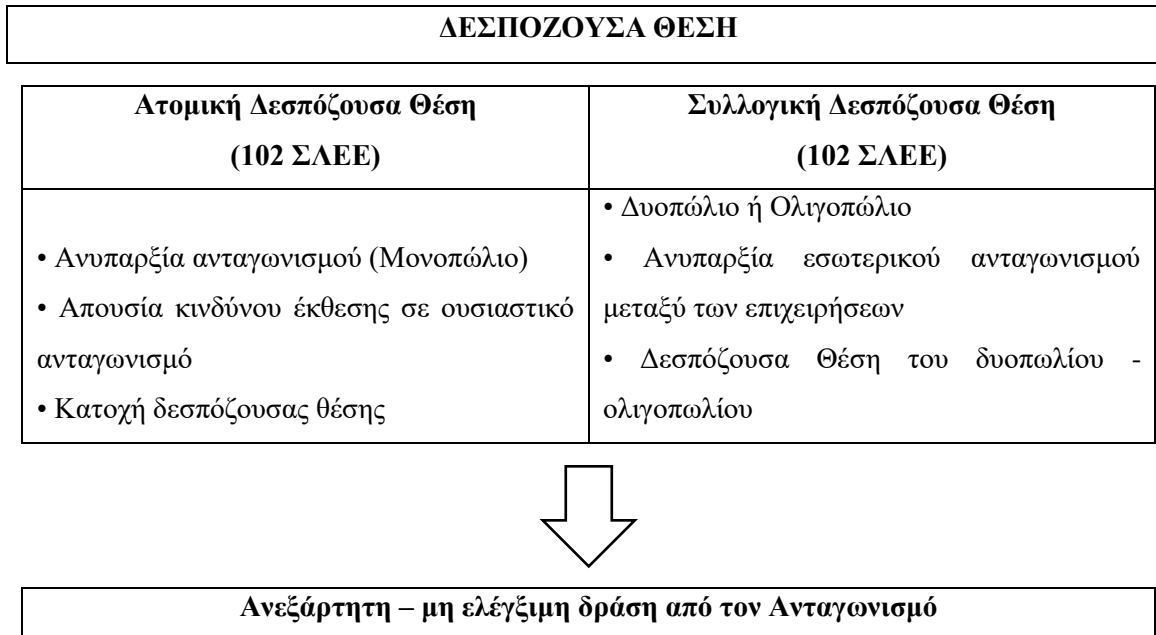 ΔΕΣΠΟΖΟΥΣΑ ΘΕΣΗ
Ατομική Δεσπόζουσα Θέση
(102 ΣΛΕΕ)
• Ανυπαρξία ανταγωνισμού (Μονοπώλιο)
• Απουσία κινδύνου έκθεσης σε ουσιαστικό
ανταγωνισμό
• Κατοχή δεσπόζουσας θέσης
Συλλογική Δεσπόζουσα Θέση
(102 ΣΛΕΕ)
• Δυοπώλιο ή Ολιγοπώλιο
• Ανυπαρξία εσωτερικού ανταγωνισμού
μεταξύ των επιχειρήσεων
• Δεσπόζουσα Θέση του δυοπωλίου -
ολιγοπωλίου
Ανεξάρτητη – μη ελέγξιμη δράση από τον Ανταγωνισμό